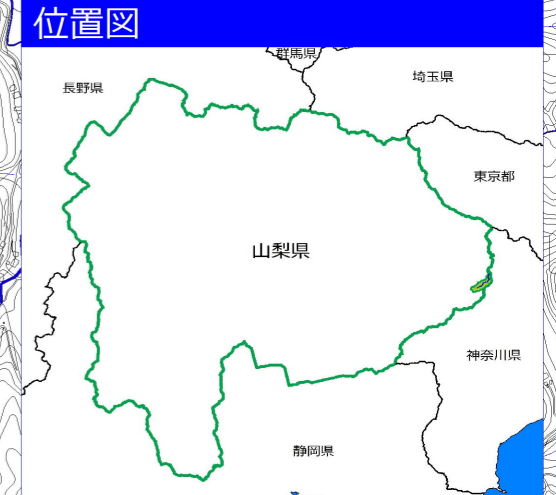 位置図
群馬県
長野県
埼玉県
東京都
山梨県
神奈川県
静岡県